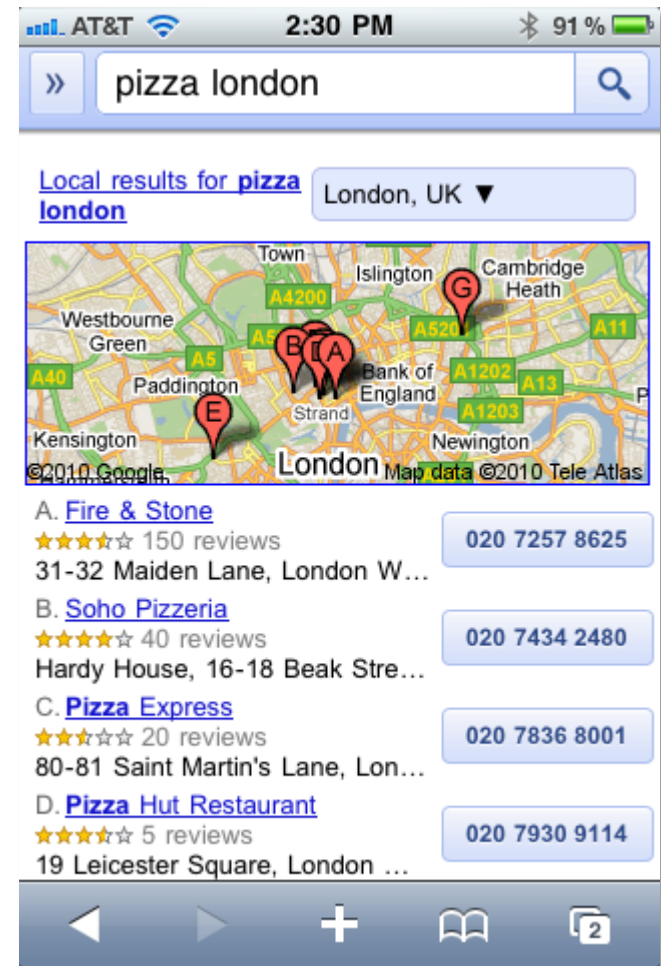 AT&T 2:30 PM 91%
» pizza london
Local results for pizza
london
London, UK ▼
Town
Islington
Cambridge
Heath
A4200
G
Westbourne
Green
A5201
A11
A5
B
D
A
Bank of
England
A1202
A40
Paddington
A13
E
Strand
A1203
Kensington
Newington
London
©2010 Google
Map data ©2010 Tele Atlas
A. Fire & Stone
150 reviews
020 7257 8625
31-32 Maiden Lane, London W...
B. Soho Pizzeria
40 reviews
020 7434 2480
Hardy House, 16-18 Beak Stre...
C. Pizza Express
20 reviews
020 7836 8001
80-81 Saint Martin's Lane, Lon...
D. Pizza Hut Restaurant
5 reviews
020 7930 9114
19 Leicester Square, London ...
2